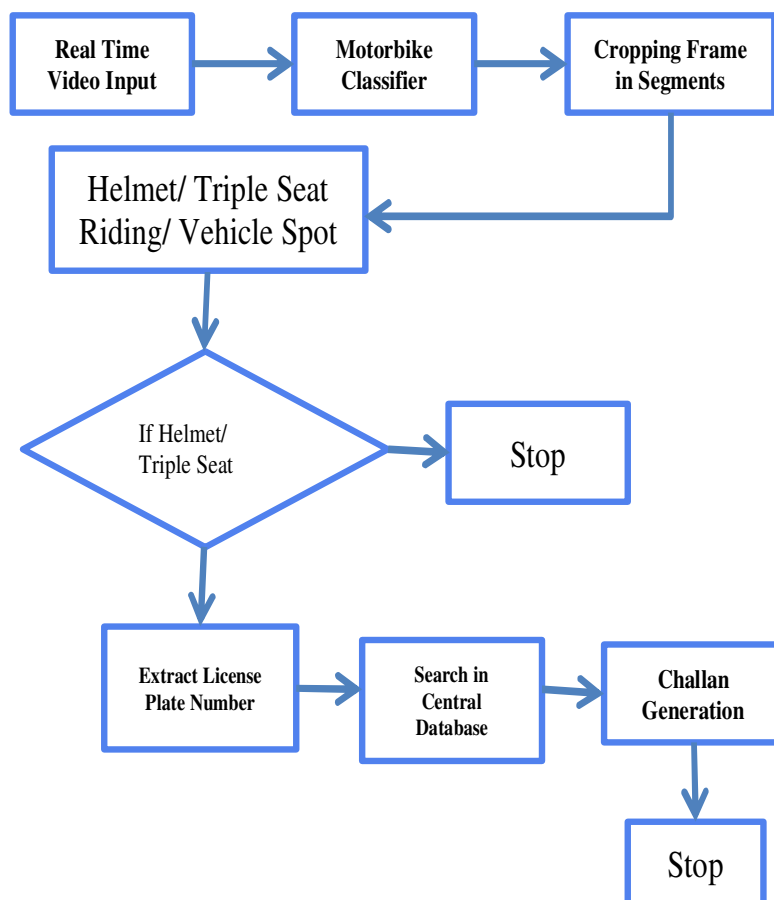 Real Time
Video Input
Motorbike
Classifier
Cropping Frame
in Segments
Helmet/ Triple Seat
Riding/ Vehicle Spot
If Helmet/
Triple Seat
Stop
Extract License
Plate Number
Search in
Central
Database
Challan
Generation
Stop